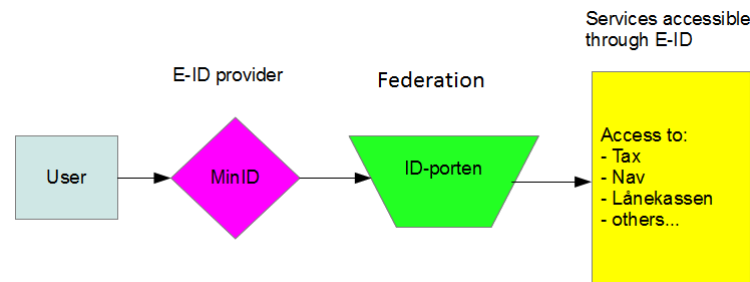 Services accessible
through E-ID
E-ID provider
Federation
User
MinID
ID-porten
Access to:
- Tax
- Nav
- Lånekassen
- others...